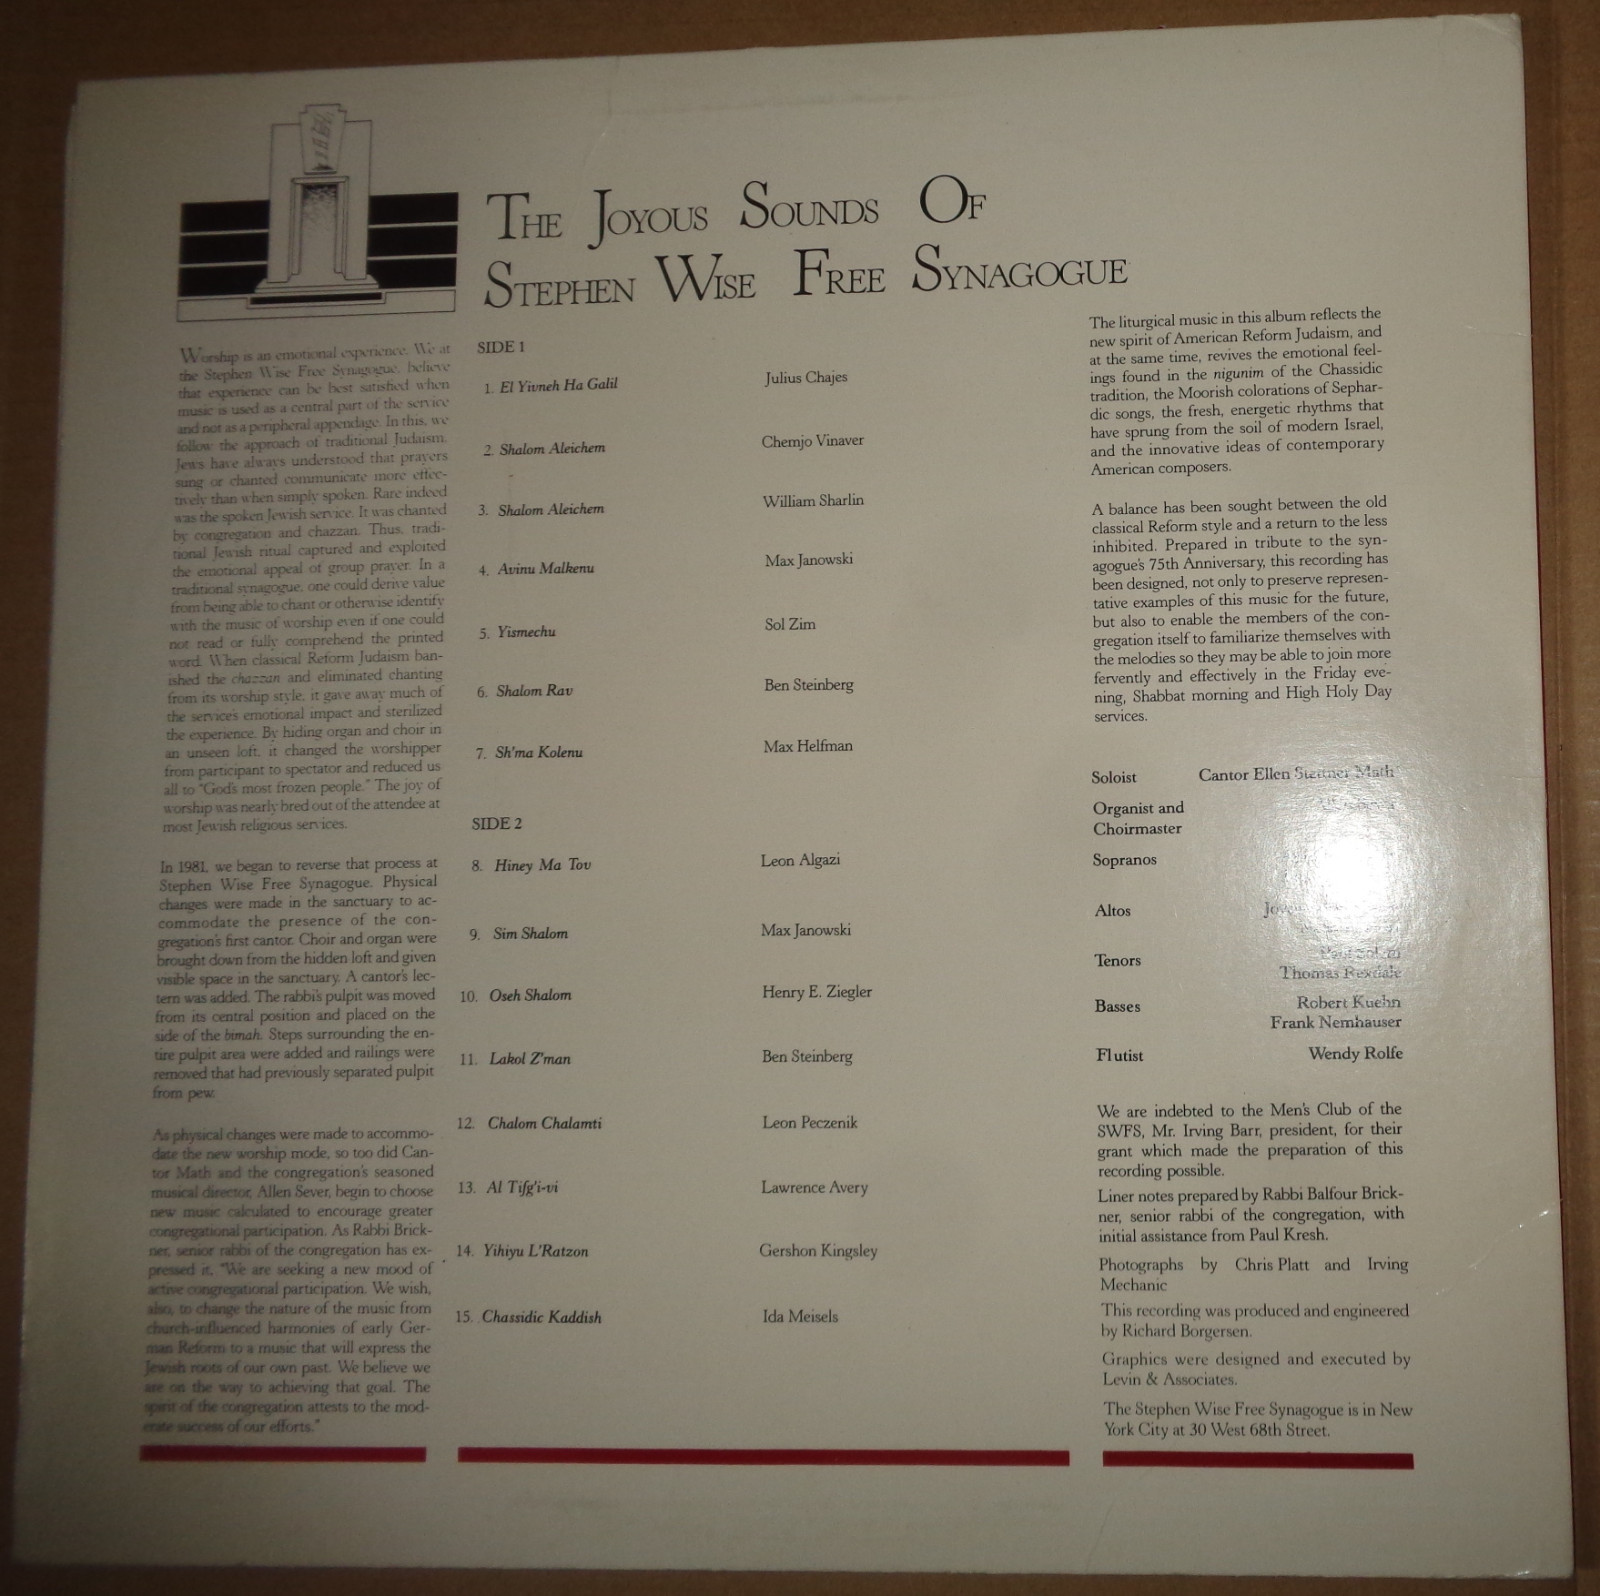 THE JOYOUS SOUNDS OF
STEPHEN WISE FREE SYNAGOGUE
Worship is an emotional experience. We at
the Stephen Wise Free Synagogue, believe
that experience can be best satisfied when
music is used as a central part of the service
and not as a peripheral appendage. In this, we
follow the approach of traditional Judaism.
Jews have always understood that prayers
sung or chanted communicate more effec-
tively than when simply spoken. Rare indeed
was the spoken Jewish service. It was chanted
by congregation and chazzan. Thus, tradi-
tional Jewish ritual captured and exploited
the emotional appeal of group prayer. In a
traditional synagogue, one could derive value
from being able to chant or otherwise identify
with the music of worship even if one could
not read or fully comprehend the printed
word. When classical Reform Judaism ban-
ished the chazzan and eliminated chanting
from its worship style, it gave away much of
the service's emotional impact and sterilized
the experience. By hiding organ and choir in
an unseen loft, it changed the worshipper
from participant to spectator and reduced us
all to "God's most frozen people." The joy of
worship was nearly bred out of the attendee at
most Jewish religious services.
In 1981, we began to reverse that process at
Stephen Wise Free Synagogue. Physical
changes were made in the sanctuary to ac-
commodate the presence of the con-
gregation's first cantor. Choir and organ were
brought down from the hidden loft and given
visible space in the sanctuary. A cantor's lec-
tern was added. The rabbi's pulpit was moved
from its central position and placed on the
side of the bimah. Steps surrounding the en-
tire pulpit area were added and railings were
removed that had previously separated pulpit
from pew.
As physical changes were made to accommo-
date the new worship mode, so too did Can-
tor Math and the congregation's seasoned
musical director, Allen Sever, begin to choose
new music calculated to encourage greater
congregational participation. As Rabbi Brick-
ner, senior rabbi of the congregation has ex-
pressed it, "We are seeking a new mood of
active congregational participation. We wish,
also, to change the nature of the music from
church-influenced harmonies of early Ger-
man Reform to a music that will express the
Jewish roots of our own past. We believe we
are on the way to achieving that goal. The
spirit of the congregation attests to the mod-
erate success of our efforts."
SIDE 1
1. El Yivneh Ha Galil Julius Chajes
2. Shalom Aleichem Chemjo Vinaver
3. Shalom Aleichem William Sharlin
4. Avinu Malkenu Max Janowski
5. Yismechu Sol Zim
6. Shalom Rav Ben Steinberg
7. Sh'ma Kolenu Max Helfman
SIDE 2
8. Hiney Ma Tov Leon Algazi
9. Sim Shalom Max Janowski
10. Oseh Shalom Henry E. Ziegler
11. Lakol Z'man Ben Steinberg
12. Chalom Chalamti Leon Peczenik
13. Al Tifg'i-vi Lawrence Avery
14. Yihiyu L'Ratzon Gershon Kingsley
15. Chassidic Kaddish Ida Meisels
The liturgical music in this album reflects the
new spirit of American Reform Judaism, and
at the same time, revives the emotional feel-
ings found in the nigunim of the Chassidic
tradition, the Moorish colorations of Sephar-
dic songs, the fresh, energetic rhythms that
have sprung from the soil of modern Israel,
and the innovative ideas of contemporary
American composers.
A balance has been sought between the old
classical Reform style and a return to the less
inhibited. Prepared in tribute to the syn-
agogue's 75th Anniversary, this recording has
been designed, not only to preserve represen-
tative examples of this music for the future,
but also to enable the members of the con-
gregation itself to familiarize themselves with
the melodies so they may be able to join more
fervently and effectively in the Friday eve-
ning, Shabbat morning and High Holy Day
services.
Soloist Cantor Ellen Math
Organist and
Choirmaster
Sopranos
Altos
Tenors
Thomas
Basses Robert Kuehn
Frank Nemhauser
Flutist Wendy Rolfe
We are indebted to the Men's Club of the
SWFS, Mr. Irving Barr, president, for their
grant which made the preparation of this
recording possible.
Liner notes prepared by Rabbi Balfour Brick-
ner, senior rabbi of the congregation, with
initial assistance from Paul Kresh.
Photographs by Chris Platt and Irving
Mechanic
This recording was produced and engineered
by Richard Borgersen.
Graphics were designed and executed by
Levin & Associates.
The Stephen Wise Free Synagogue is in New
York City at 30 West 68th Street.